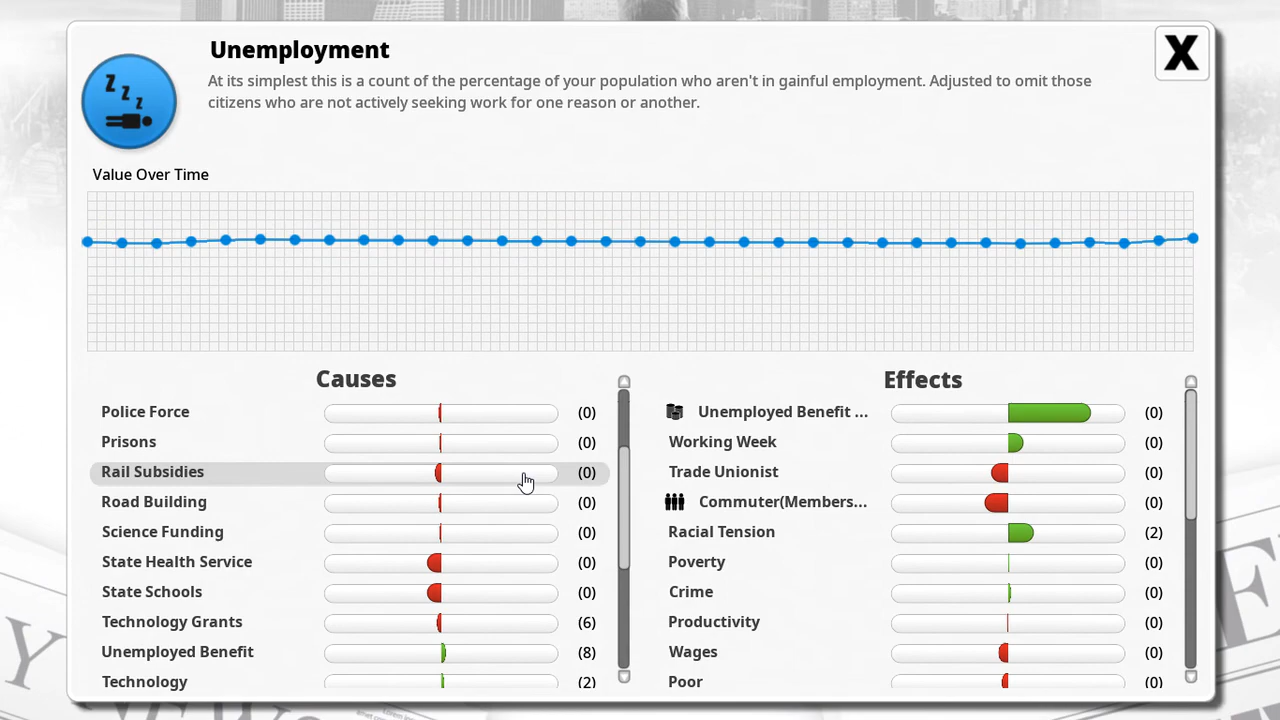 Unemployment
X
At its simplest this is a count of the percentage of your population who aren't in gainful employment. Adjusted to omit those
citizens who are not actively seeking work for one reason or another.
Z
Z
Z
Value Over Time
Causes
Police Force (0)
Prisons (0)
Rail Subsidies (0)
Road Building (0)
Science Funding (0)
State Health Service (0)
State Schools (0)
Technology Grants (6)
Unemployed Benefit (8)
Technology (2)
Effects
Unemployed Benefit ... (0)
Working Week (0)
Trade Unionist (0)
Commuter(Members... (0)
Racial Tension (2)
Poverty (0)
Crime (0)
Productivity (0)
Wages (0)
Poor (0)